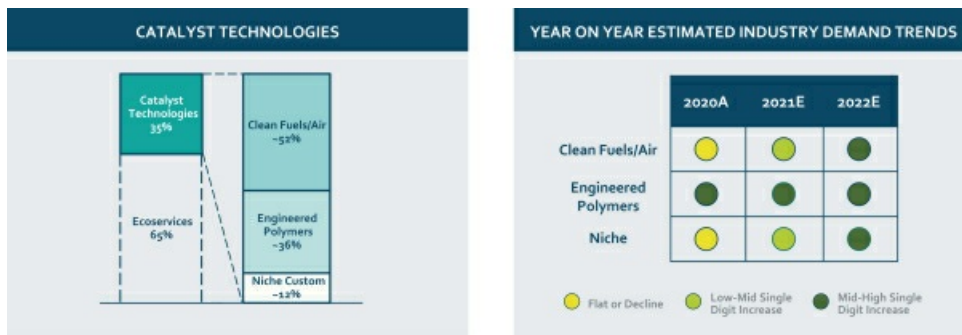 CATALYST TECHNOLOGIES
Catalyst
Technologies
35%
Ecoservices
65%
Clean Fuels/Air
~52%
Engineered
Polymers
~36%
Niche Custom
~12%
YEAR ON YEAR ESTIMATED INDUSTRY DEMAND TRENDS
2020A 2021E 2022E
Clean Fuels/Air
Engineered
Polymers
Niche
Flat or Decline
Low-Mid Single
Digit Increase
Mid-High Single
Digit Increase